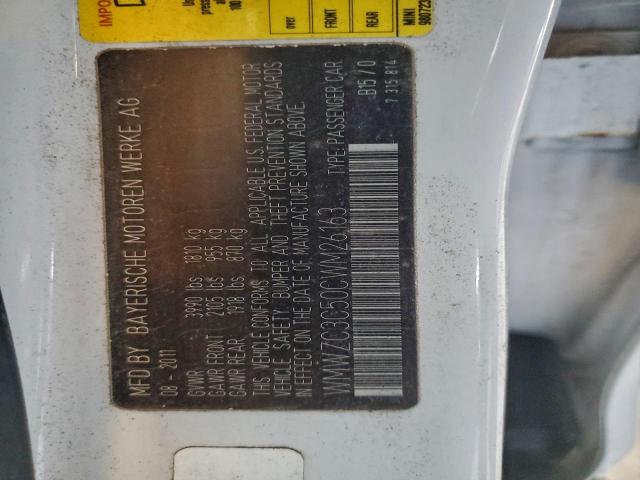 MFD BY BAYERISCHE MOTOREN WERKE AG
08 - 2011
GVWR 3990 lbs 1810 kg
GAWR FRONT 2105 lbs 955 kg
GAWR REAR 1918 lbs 870 kg
THIS VEHICLE CONFORMS TO ALL APPLICABLE U.S. FEDERAL MOTOR
VEHICLE SAFETY, BUMPER AND THEFT PREVENTION STANDARDS
IN EFFECT ON THE DATE OF MANUFACTURE SHOWN ABOVE.
WMWZC3C50CWM26163 TYPE: PASSENGER CAR
B15 / 0
7 315 814
over
FRONT
REAR
MINI